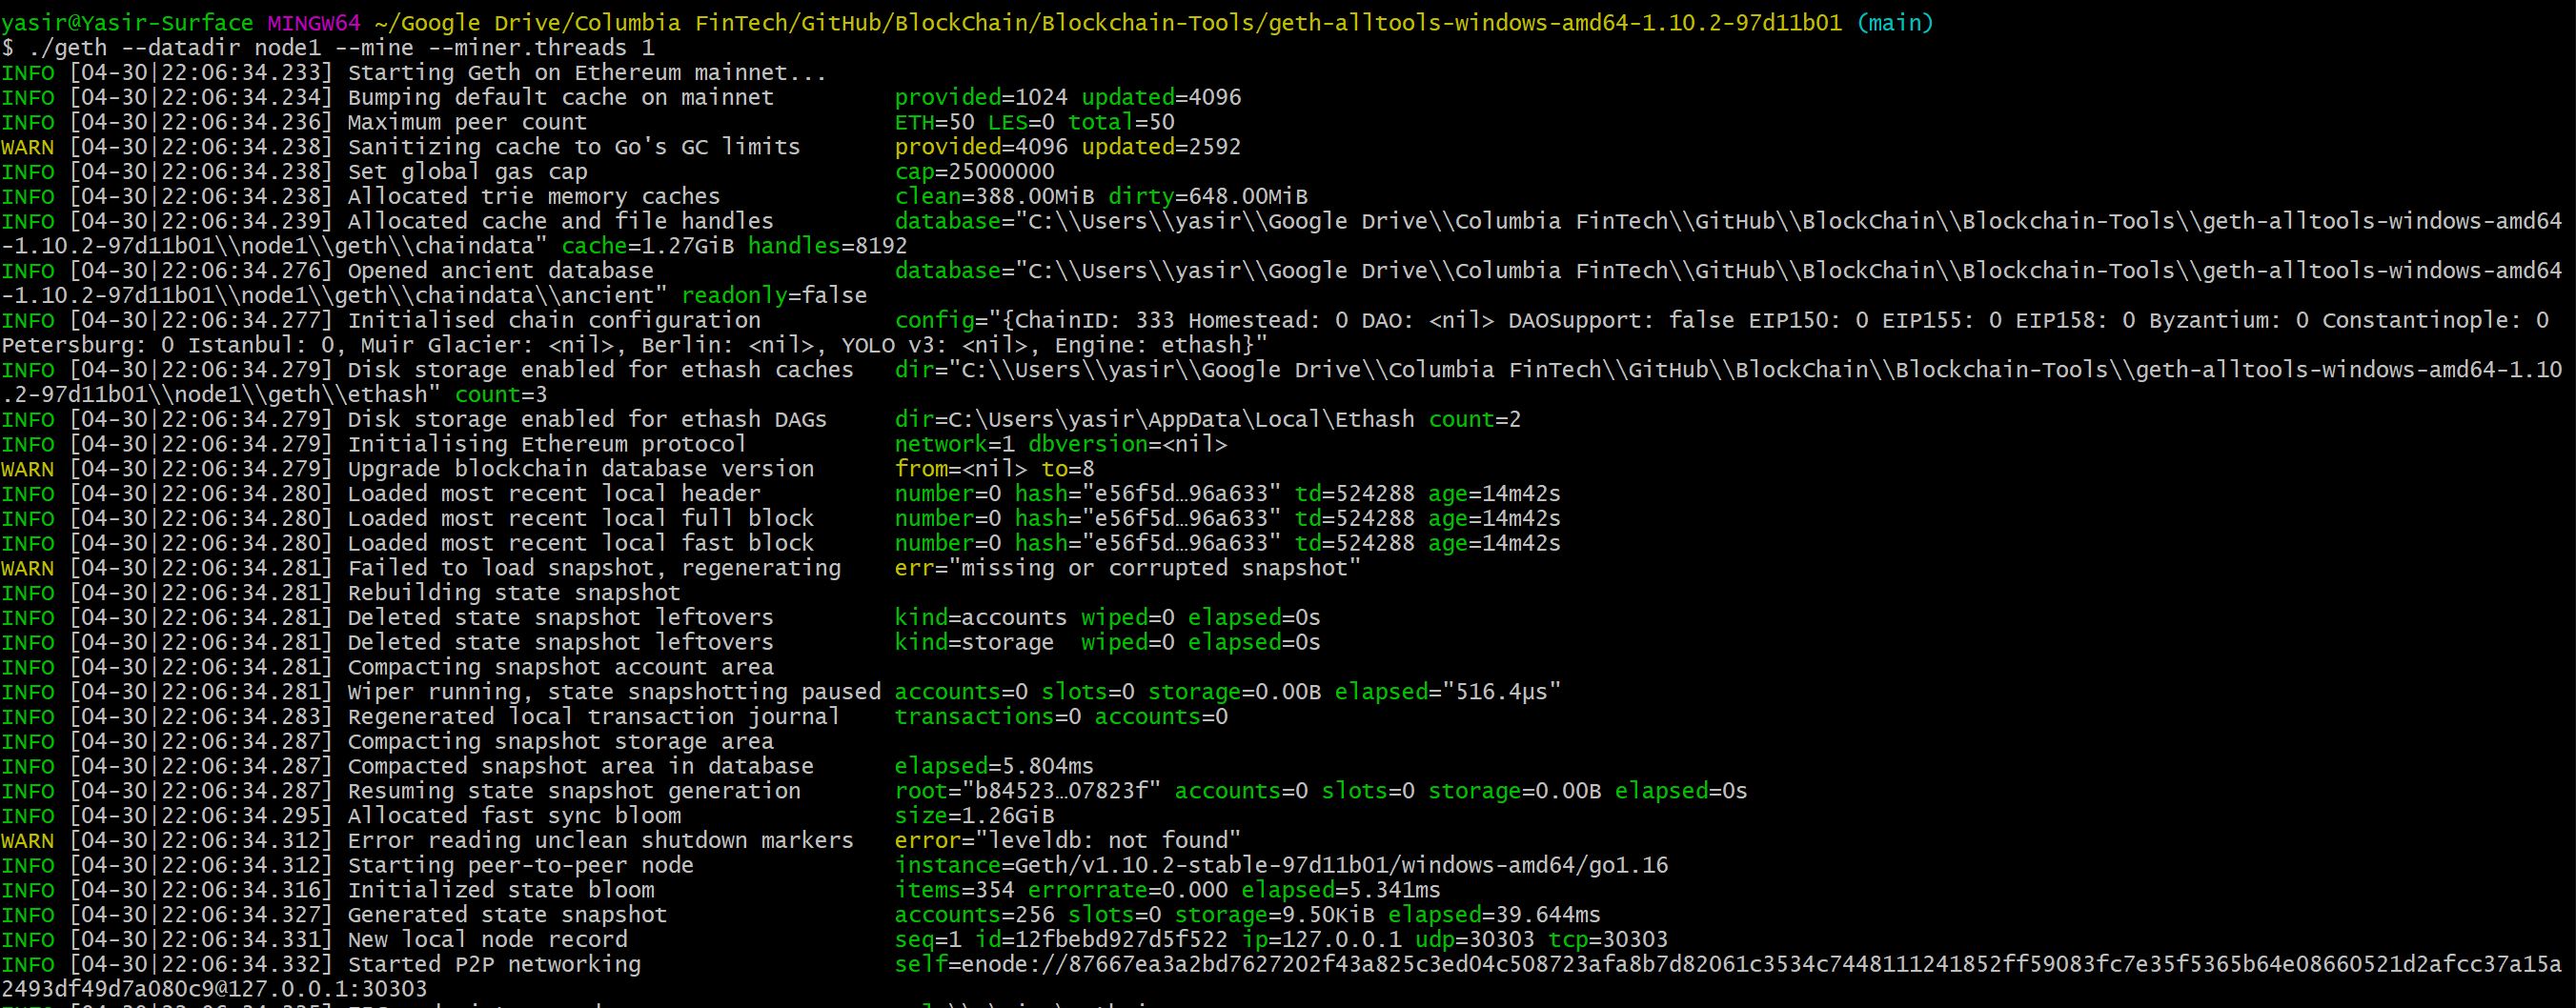 yasir@Yasir-Surface MINGW64 ~/Google Drive/Columbia FinTech/GitHub/BlockChain/Blockchain-Tools/geth-alltools-windows-amd64-1.10.2-97d11b01 (main)
$ ./geth --datadir node1 --mine --miner.threads 1
INFO [04-30|22:06:34.233] Starting Geth on Ethereum mainnet...
INFO [04-30|22:06:34.234] Bumping default cache on mainnet         provided=1024 updated=4096
INFO [04-30|22:06:34.236] Maximum peer count                       ETH=50 LES=0 total=50
WARN [04-30|22:06:34.238] Sanitizing cache to Go's GC limits       provided=4096 updated=2592
INFO [04-30|22:06:34.238] Set global gas cap                       cap=25000000
INFO [04-30|22:06:34.238] Allocated trie memory caches             clean=388.00MiB dirty=648.00MiB
INFO [04-30|22:06:34.239] Allocated cache and file handles         database="C:\\Users\\yasir\\Google Drive\\Columbia FinTech\\GitHub\\BlockChain\\Blockchain-Tools\\geth-alltools-windows-amd64
-1.10.2-97d11b01\\node1\\geth\\chaindata" cache=1.27GiB handles=8192
INFO [04-30|22:06:34.276] Opened ancient database                  database="C:\\Users\\yasir\\Google Drive\\Columbia FinTech\\GitHub\\BlockChain\\Blockchain-Tools\\geth-alltools-windows-amd64
-1.10.2-97d11b01\\node1\\geth\\chaindata\\ancient" readonly=false
INFO [04-30|22:06:34.277] Initialised chain configuration          config="{ChainID: 333 Homestead: 0 DAO: <nil> DAOSupport: false EIP150: 0 EIP155: 0 EIP158: 0 Byzantium: 0 Constantinople: 0
Petersburg: 0 Istanbul: 0, Muir Glacier: <nil>, Berlin: <nil>, YOLO v3: <nil>, Engine: ethash}"
INFO [04-30|22:06:34.279] Disk storage enabled for ethash caches   dir="C:\\Users\\yasir\\Google Drive\\Columbia FinTech\\GitHub\\BlockChain\\Blockchain-Tools\\geth-alltools-windows-amd64-1.10
.2-97d11b01\\node1\\geth\\ethash" count=3
INFO [04-30|22:06:34.279] Disk storage enabled for ethash DAGs     dir=C:\Users\yasir\AppData\Local\Ethash count=2
INFO [04-30|22:06:34.279] Initialising Ethereum protocol           network=1 dbversion=<nil>
WARN [04-30|22:06:34.279] Upgrade blockchain database version      from=<nil> to=8
INFO [04-30|22:06:34.280] Loaded most recent local header          number=0 hash="e56f5d…96a633" td=524288 age=14m42s
INFO [04-30|22:06:34.280] Loaded most recent local full block      number=0 hash="e56f5d…96a633" td=524288 age=14m42s
INFO [04-30|22:06:34.280] Loaded most recent local fast block      number=0 hash="e56f5d…96a633" td=524288 age=14m42s
WARN [04-30|22:06:34.281] Failed to load snapshot, regenerating    err="missing or corrupted snapshot"
INFO [04-30|22:06:34.281] Rebuilding state snapshot
INFO [04-30|22:06:34.281] Deleted state snapshot leftovers         kind=accounts wiped=0 elapsed=0s
INFO [04-30|22:06:34.281] Deleted state snapshot leftovers         kind=storage  wiped=0 elapsed=0s
INFO [04-30|22:06:34.281] Compacting snapshot account area
INFO [04-30|22:06:34.281] Wiper running, state snapshotting paused accounts=0 slots=0 storage=0.00B elapsed="516.4µs"
INFO [04-30|22:06:34.283] Regenerated local transaction journal    transactions=0 accounts=0
INFO [04-30|22:06:34.287] Compacting snapshot storage area
INFO [04-30|22:06:34.287] Compacted snapshot area in database      elapsed=5.804ms
INFO [04-30|22:06:34.287] Resuming state snapshot generation       root="b84523…07823f" accounts=0 slots=0 storage=0.00B elapsed=0s
INFO [04-30|22:06:34.295] Allocated fast sync bloom                size=1.26GiB
WARN [04-30|22:06:34.312] Error reading unclean shutdown markers   error="leveldb: not found"
INFO [04-30|22:06:34.312] Starting peer-to-peer node               instance=Geth/v1.10.2-stable-97d11b01/windows-amd64/go1.16
INFO [04-30|22:06:34.316] Initialized state bloom                  items=354 errorrate=0.000 elapsed=5.341ms
INFO [04-30|22:06:34.327] Generated state snapshot                 accounts=256 slots=0 storage=9.50KiB elapsed=39.644ms
INFO [04-30|22:06:34.331] New local node record                    seq=1 id=12fbebd927d5f522 ip=127.0.0.1 udp=30303 tcp=30303
INFO [04-30|22:06:34.332] Started P2P networking                   self=enode://87667ea3a2bd7627202f43a825c3ed04c508723afa8b7d82061c3534c7448111241852ff59083fc7e35f5365b64e08660521d2afcc37a15a
2493df49d7a080c9@127.0.0.1:30303